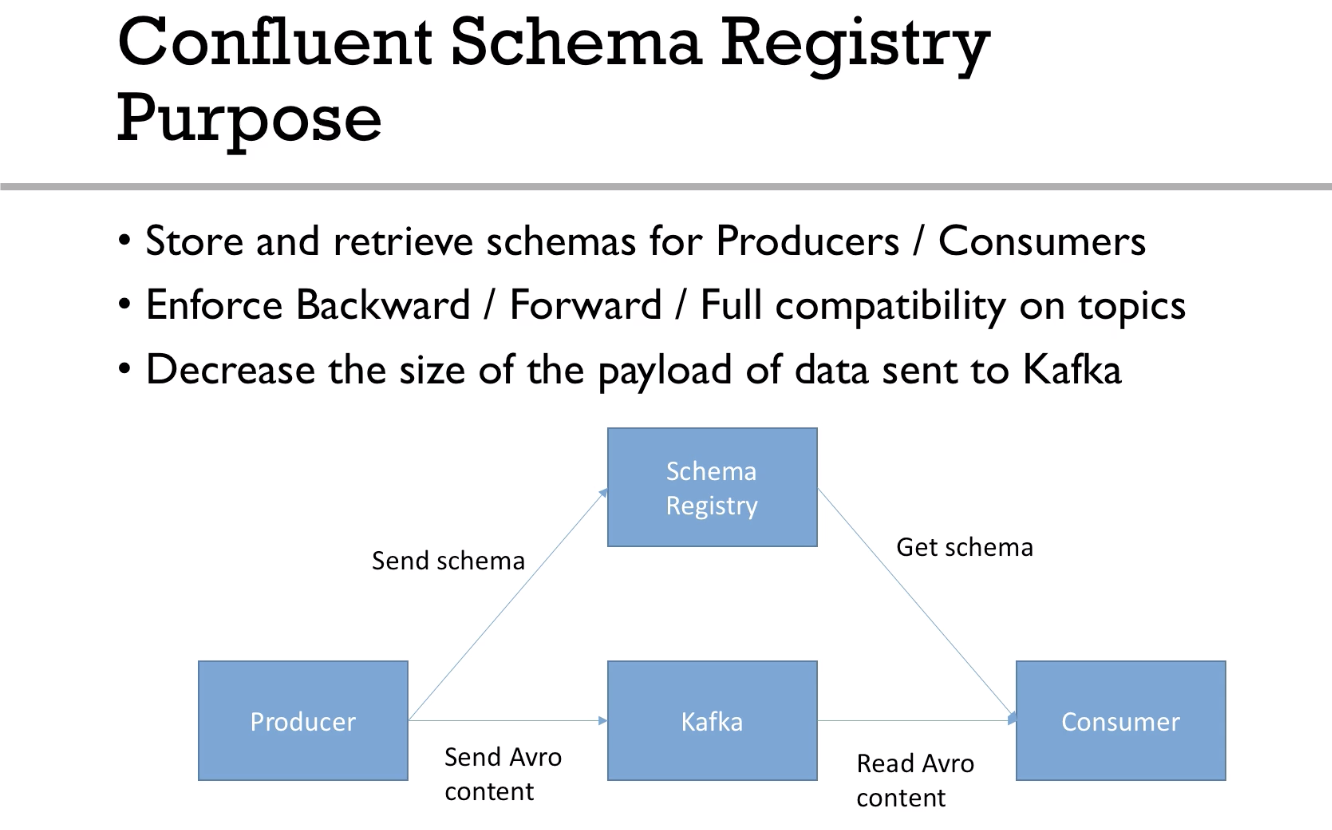 Confluent Schema Registry
Purpose
• Store and retrieve schemas for Producers / Consumers
• Enforce Backward / Forward / Full compatibility on topics
• Decrease the size of the payload of data sent to Kafka
Schema
Registry
Send schema
Get schema
Producer
Kafka
Consumer
Send Avro
content
Read Avro
content